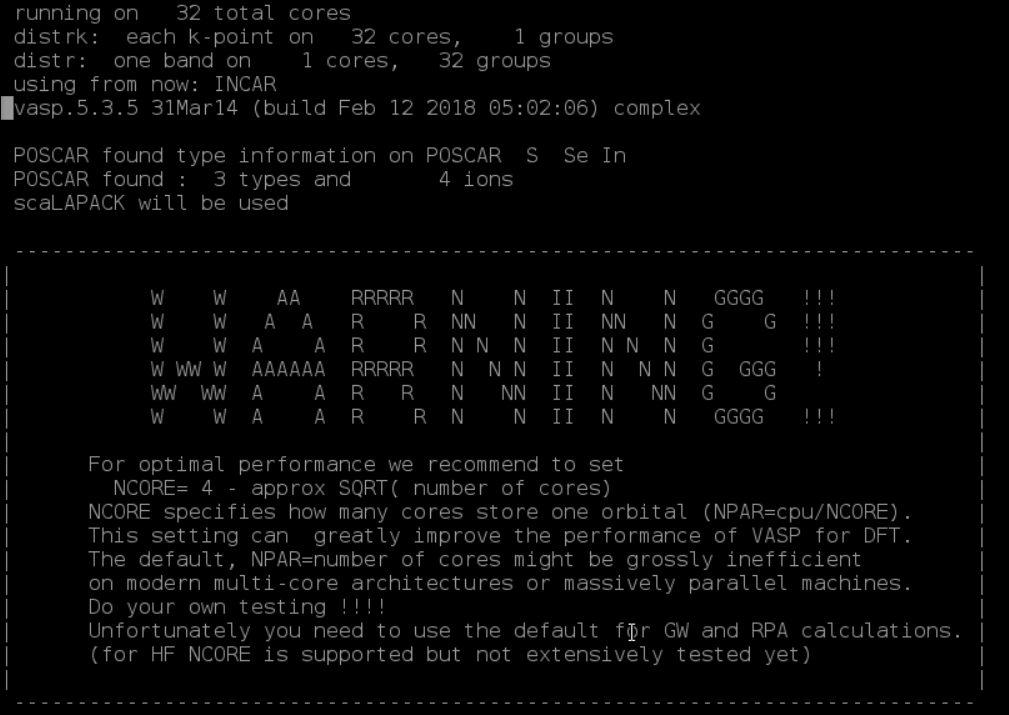 running on   32 total cores
distrk:  each k-point on   32 cores,    1 groups
distr:  one band on    1 cores,   32 groups
using from now: INCAR
vasp.5.3.5 31Mar14 (build Feb 12 2018 05:02:06) complex
POSCAR found type information on POSCAR  S  Se In
POSCAR found :  3 types and       4 ions
scaLAPACK will be used
-----------------------------------------------------------------------------
|                                                                             |
|           W    W    AA    RRRRR   N    N  II  N    N   GGGG   !!!           |
|           W    W   A  A   R    R  NN   N  II  NN   N  G    G  !!!           |
|           W    W  A    A  R    R  N N  N  II  N N  N  G       !!!           |
|           W WW W  AAAAAA  RRRRR   N  N N  II  N  N N  G  GGG   !            |
|           WW  WW  A    A  R   R   N   NN  II  N   NN  G    G                |
|           W    W  A    A  R    R  N    N  II  N    N   GGGG   !!!           |
|                                                                             |
|      For optimal performance we recommend to set                            |
|        NCORE= 4 - approx SQRT( number of cores)                             |
|      NCORE specifies how many cores store one orbital (NPAR=cpu/NCORE).     |
|      This setting can  greatly improve the performance of VASP for DFT.     |
|      The default, NPAR=number of cores might be grossly inefficient         |
|      on modern multi-core architectures or massively parallel machines.     |
|      Do your own testing !!!!                                               |
|      Unfortunately you need to use the default for GW and RPA calculations. |
|      (for HF NCORE is supported but not extensively tested yet)             |
|                                                                             |
-----------------------------------------------------------------------------